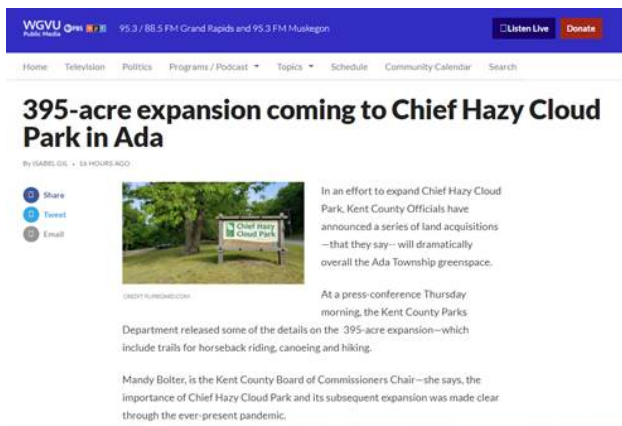 WGVU PBS npr 95.3 / 88.5 FM Grand Rapids and 95.3 FM Muskegon Listen Live Donate
Public Media
Home Television Politics Programs / Podcast Topics Schedule Community Calendar Search
395-acre expansion coming to Chief Hazy Cloud
Park in Ada
By ISABEL GIL • 16 HOURS AGO
Share
Tweet
Email
Chief Hazy
Cloud Park
In an effort to expand Chief Hazy Cloud
Park, Kent County Officials have
announced a series of land acquisitions
—that they say-- will dramatically
overall the Ada Township greenspace.
At a press-conference Thursday
morning, the Kent County Parks
Department released some of the details on the 395-acre expansion—which
include trails for horseback riding, canoeing and hiking.
Mandy Bolter, is the Kent County Board of Commissioners Chair—she says, the
importance of Chief Hazy Cloud Park and its subsequent expansion was made clear
through the ever-present pandemic.